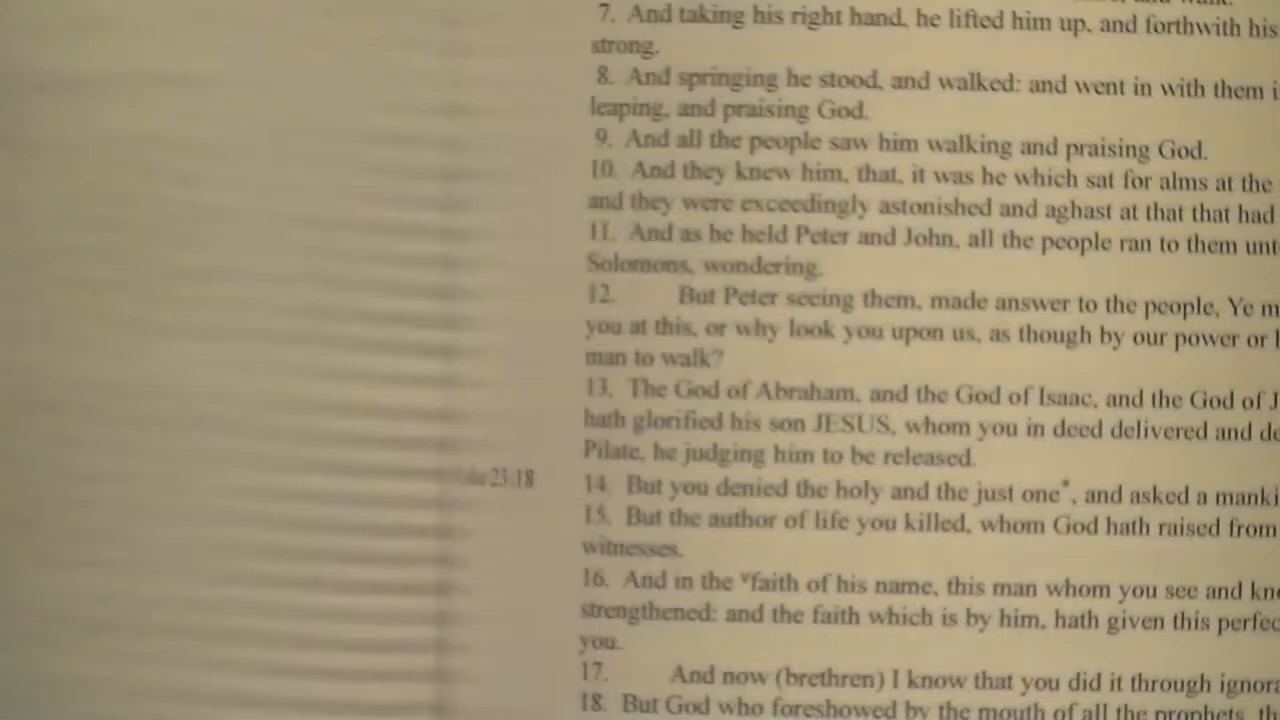 7. And taking his right hand, he lifted him up, and forthwith his
strong.
8. And springing he stood, and walked: and went in with them i
leaping, and praising God.
9. And all the people saw him walking and praising God.
10. And they knew him, that, it was he which sat for alms at the
and they were exceedingly astonished and aghast at that that had
11. And as he held Peter and John, all the people ran to them unt
Solomons, wondering.
12. But Peter seeing them, made answer to the people, Ye m
you at this, or why look you upon us, as though by our power or
man to walk?
13. The God of Abraham, and the God of Isaac, and the God of J
hath glorified his son JESUS, whom you in deed delivered and de
Pilate, he judging him to be released.
23:18
14. But you denied the holy and the just one*, and asked a manki
15. But the author of life you killed, whom God hath raised from
witnesses.
16. And in the "faith of his name, this man whom you see and kno
strengthened: and the faith which is by him, hath given this perfec
you.
17. And now (brethren) I know that you did it through ignora
18. But God who foreshowed by the mouth of all the prophets, th